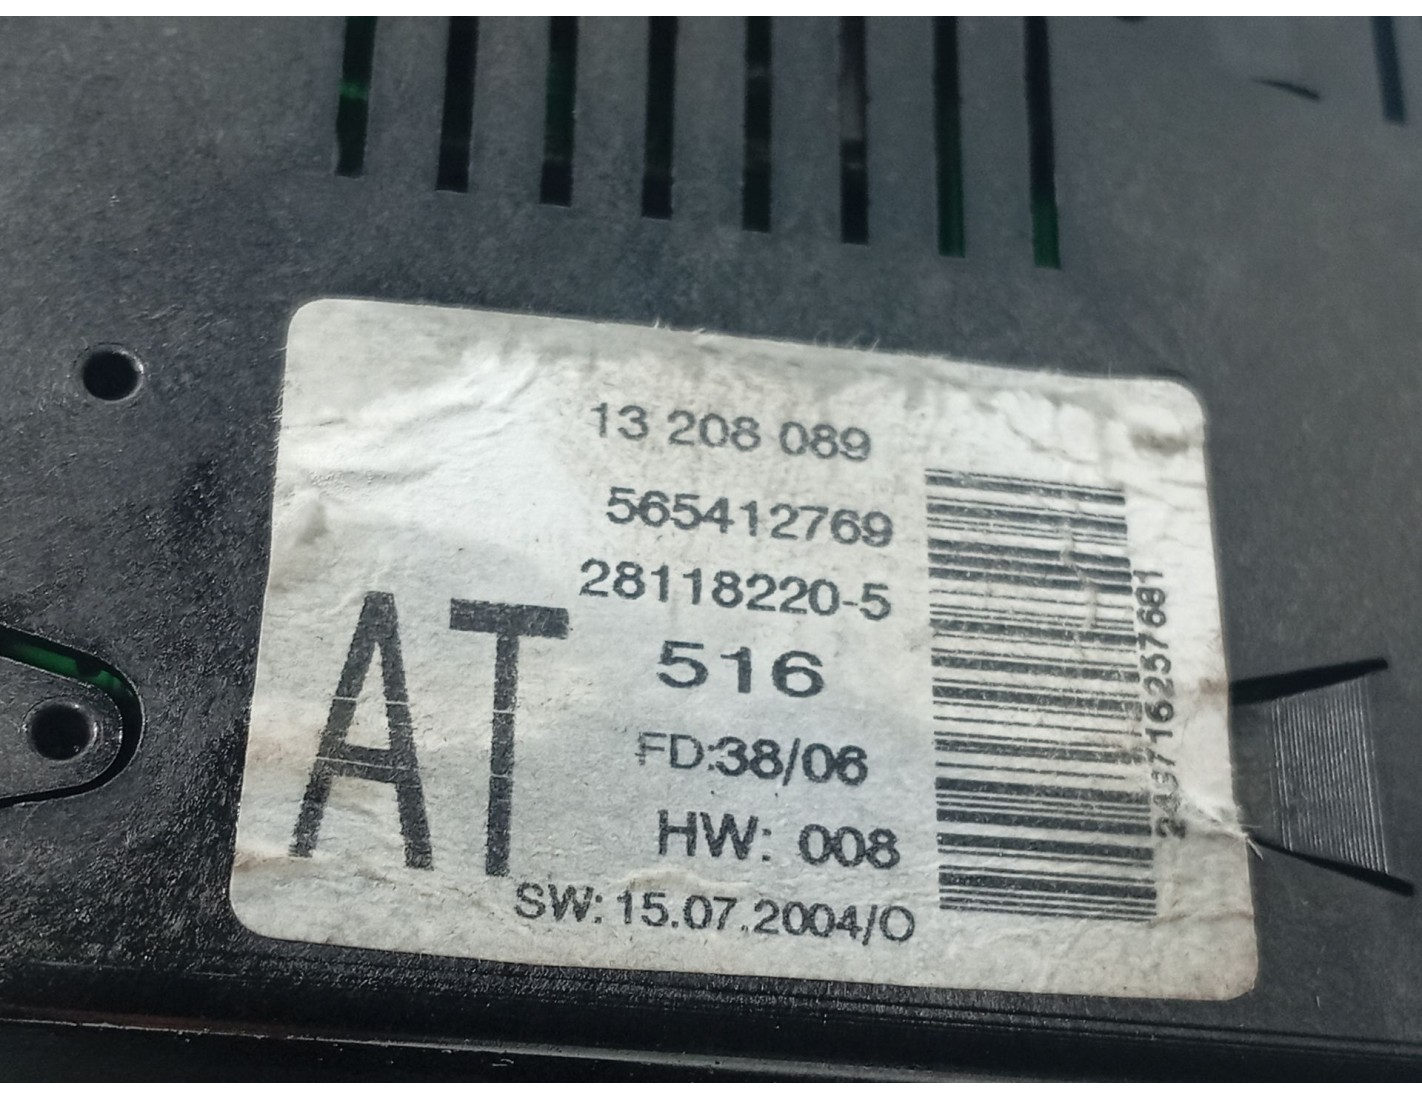 13 208 089
565412769
28118220-5
AT
516
FD:38/06
HW: 008
SW: 15.07.2004/O